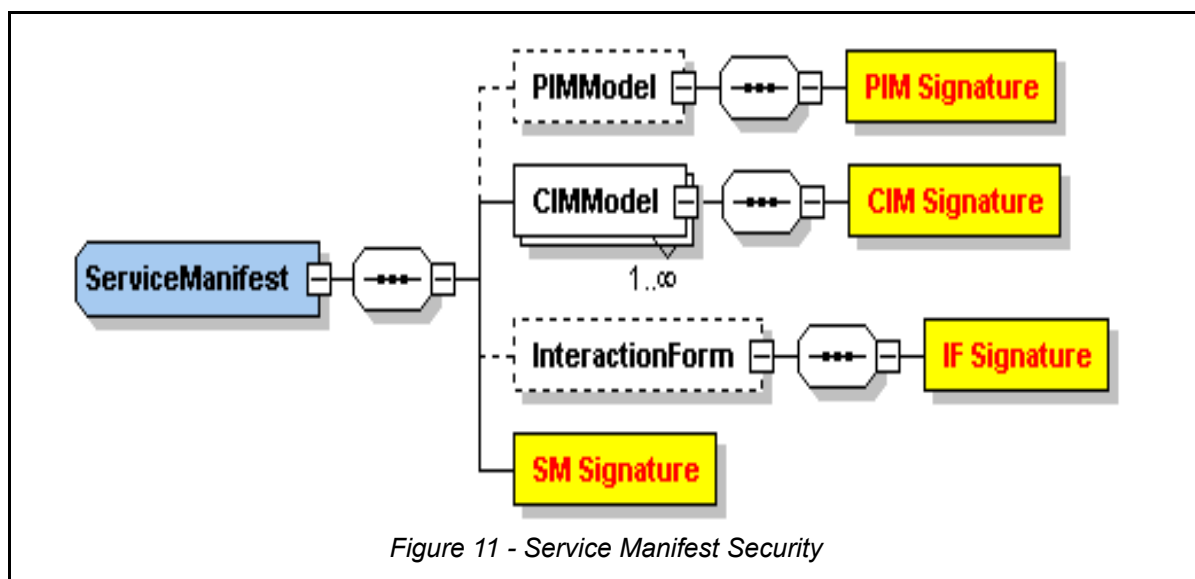 PIMModel
PIM Signature
CIMModel
CIM Signature
1..∞
ServiceManifest
InteractionForm
IF Signature
SM Signature
Figure 11 - Service Manifest Security